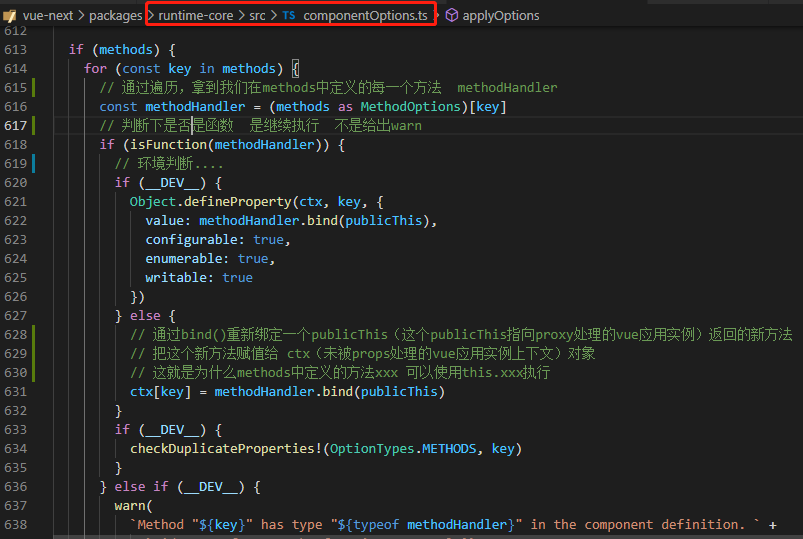 vue-next > packages > runtime-core > src > TS componentOptions.ts > applyOptions
612
613 if (methods) {
614 for (const key in methods) {
615 // 通过遍历，拿到我们在methods中定义的每一个方法  methodHandler
616 const methodHandler = (methods as MethodOptions)[key]
617 // 判断下是否是函数  是继续执行  不是给出warn
618 if (isFunction(methodHandler)) {
619 // 环境判断....
620 if (__DEV__) {
621 Object.defineProperty(ctx, key, {
622 value: methodHandler.bind(publicThis),
623 configurable: true,
624 enumerable: true,
625 writable: true
626 })
627 } else {
628 // 通过bind()重新绑定一个publicThis（这个publicThis指向proxy处理的vue应用实例）返回的新方法
629 // 把这个新方法赋值给 ctx（未被props处理的vue应用实例上下文）对象
630 // 这就是为什么methods中定义的方法xxx 可以使用this.xxx执行
631 ctx[key] = methodHandler.bind(publicThis)
632 }
633 if (__DEV__) {
634 checkDuplicateProperties!(OptionTypes.METHODS, key)
635 }
636 } else if (__DEV__) {
637 warn(
638 `Method "${key}" has type "${typeof methodHandler}" in the component definition. ` +